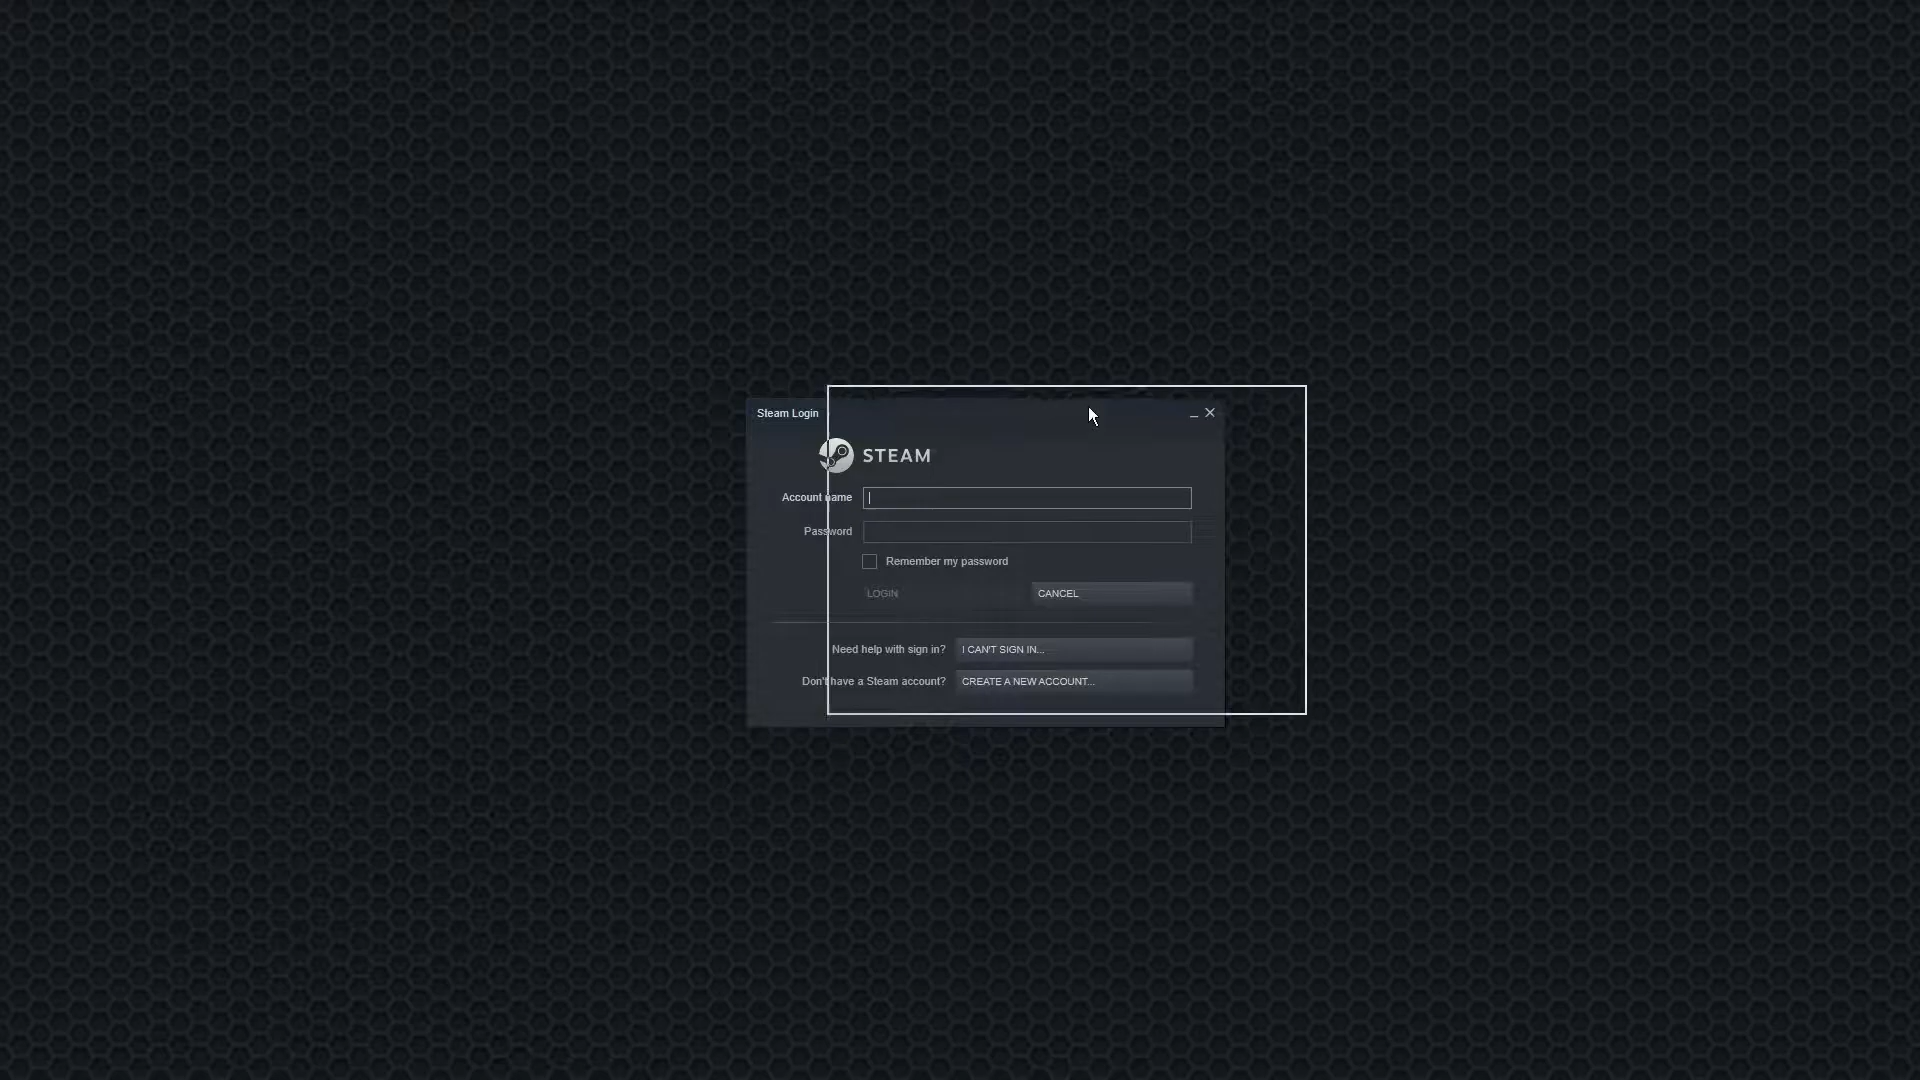 Steam Login
STEAM
Account name
Password
Remember my password
LOGIN
CANCEL
Need help with sign in?
I CAN'T SIGN IN...
Don't have a Steam account?
CREATE A NEW ACCOUNT...